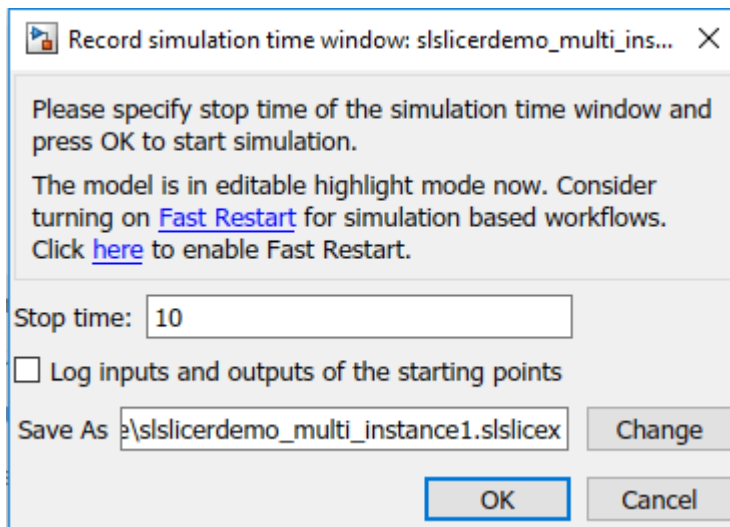 Record simulation time window: slslicerdemo_multi_ins...
Please specify stop time of the simulation time window and
press OK to start simulation.
The model is in editable highlight mode now. Consider
turning on Fast Restart for simulation based workflows.
Click here to enable Fast Restart.
Stop time: 10
Log inputs and outputs of the starting points
Save As e\slslicerdemo_multi_instance1.slslicex Change
OK Cancel